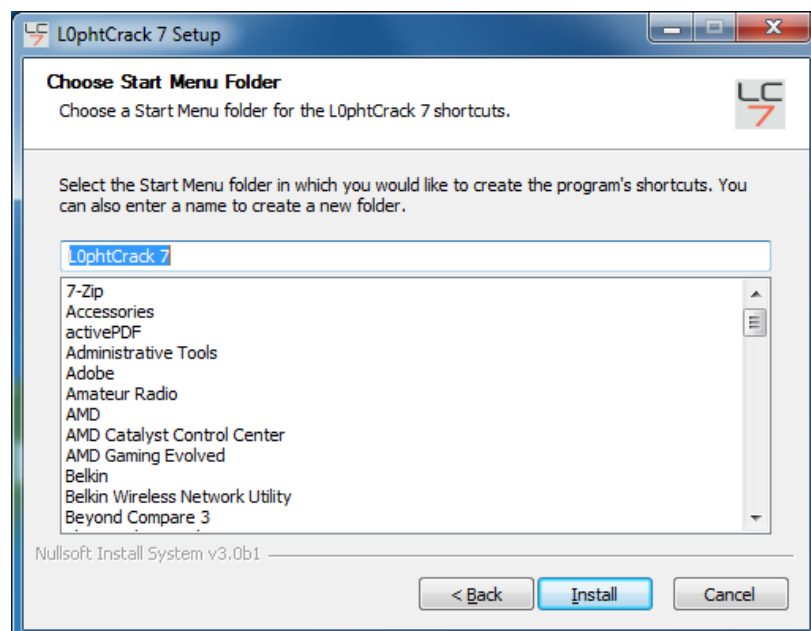 L0phtCrack 7 Setup
Choose Start Menu Folder
Choose a Start Menu folder for the L0phtCrack 7 shortcuts.
LC
7
Select the Start Menu folder in which you would like to create the program's shortcuts. You
can also enter a name to create a new folder.
L0phtCrack 7
7-Zip
Accessories
activePDF
Administrative Tools
Adobe
Amateur Radio
AMD
AMD Catalyst Control Center
AMD Gaming Evolved
Belkin
Belkin Wireless Network Utility
Beyond Compare 3
Nullsoft Install System v3.0b1
< Back
Install
Cancel